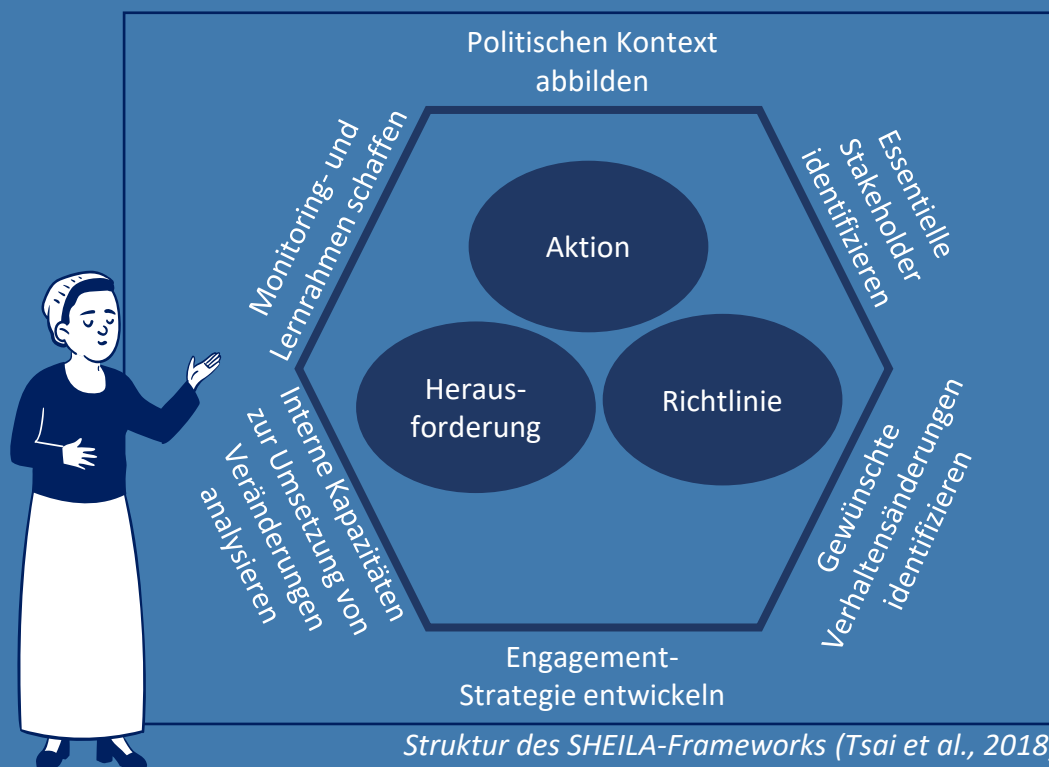 Politischen Kontext
abbilden
Essentielle
Stakeholder
identifizieren
Gewünschte
Verhaltensänderungen
identifizieren
Engagement-
Strategie entwickeln
Interne Kapazitäten
zur Umsetzung von
Veränderungen
analysieren
Monitoring- und
Lernrahmen schaffen
Aktion
Heraus-
forderung
Richtlinie
Struktur des SHEILA-Frameworks (Tsai et al., 2018)